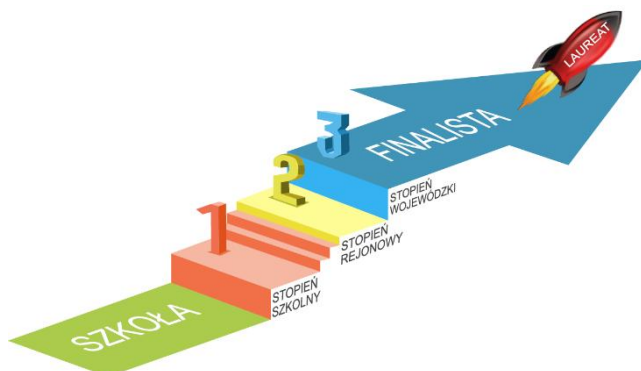 LAUREAT
3
FINALISTA
2
STOPIEŃ
WOJEWÓDZKI
1
STOPIEŃ
REJONOWY
STOPIEŃ
SZKOLNY
SZKOŁA